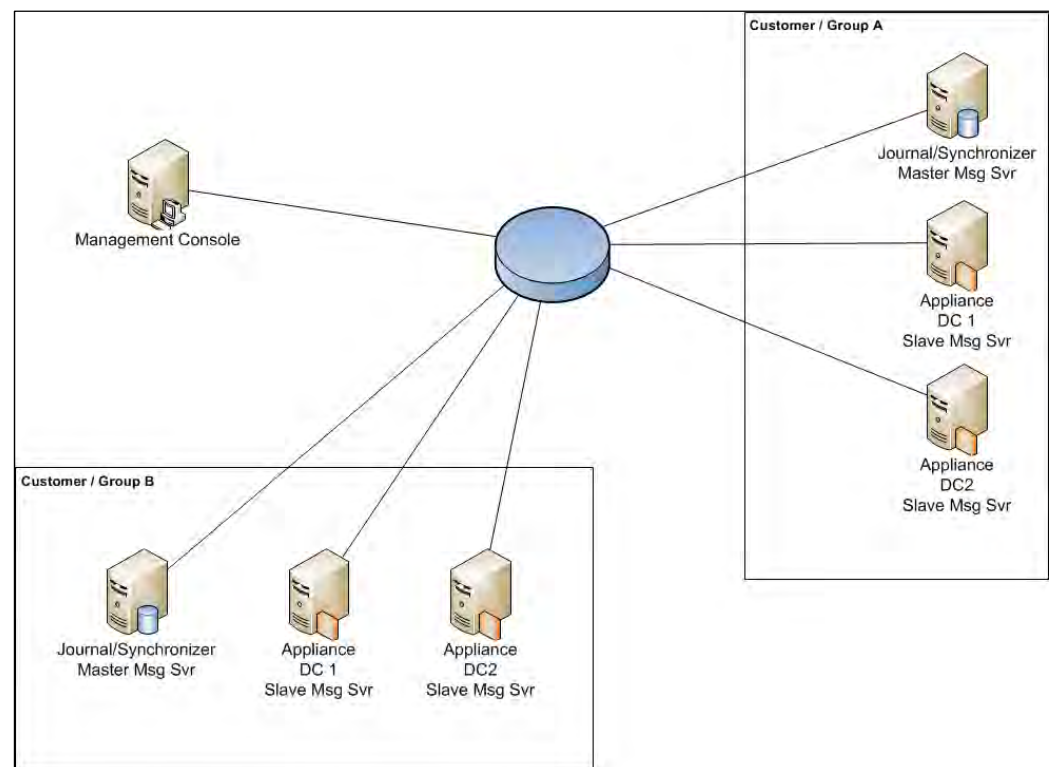 Customer / Group A
Journal/Synchronizer
Master Msg Svr
Management Console
Appliance
DC 1
Slave Msg Svr
Appliance
DC2
Slave Msg Svr
Customer / Group B
Journal/Synchronizer
Master Msg Svr
Appliance
DC 1
Slave Msg Svr
Appliance
DC2
Slave Msg Svr